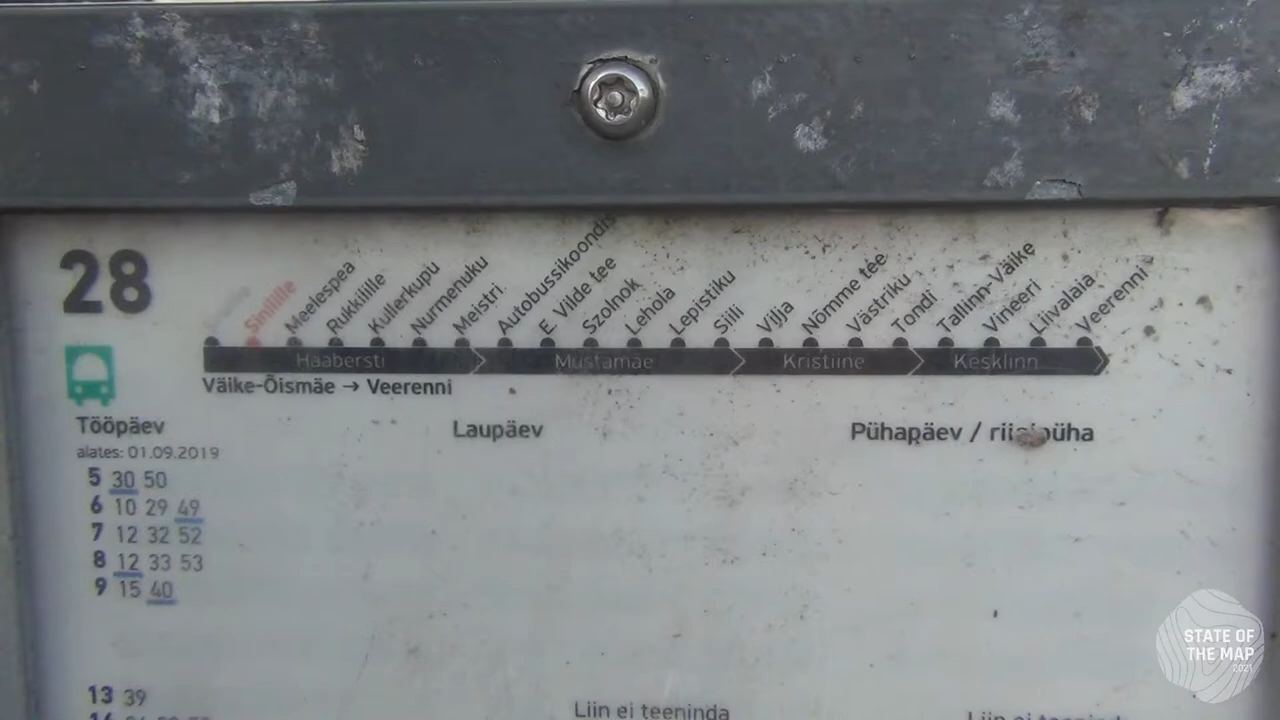 28
Sinilille
Meelespea
Rukkilille
Kullerkupu
Nurmenuku
Meistri
Autobussikoondis
E. Vilde tee
Szolnok
Lehola
Lepistiku
Siili
Vilja
Nõmme tee
Västriku
Tondi
Tallinn-Väike
Vineeri
Liivalaia
Veerenni
Haabersti Mustamäe Kristiine Kesklinn
Väike-Õismäe → Veerenni
Tööpäev Laupäev Pühapäev /
alates: 01.09.2019
5 30 50
6 10 29 49
7 12 32 52
8 12 33 53
9 15 40
13 39
Liin ei teeninda
Liin ei teenindа
STATE OF
THE MAP
2021